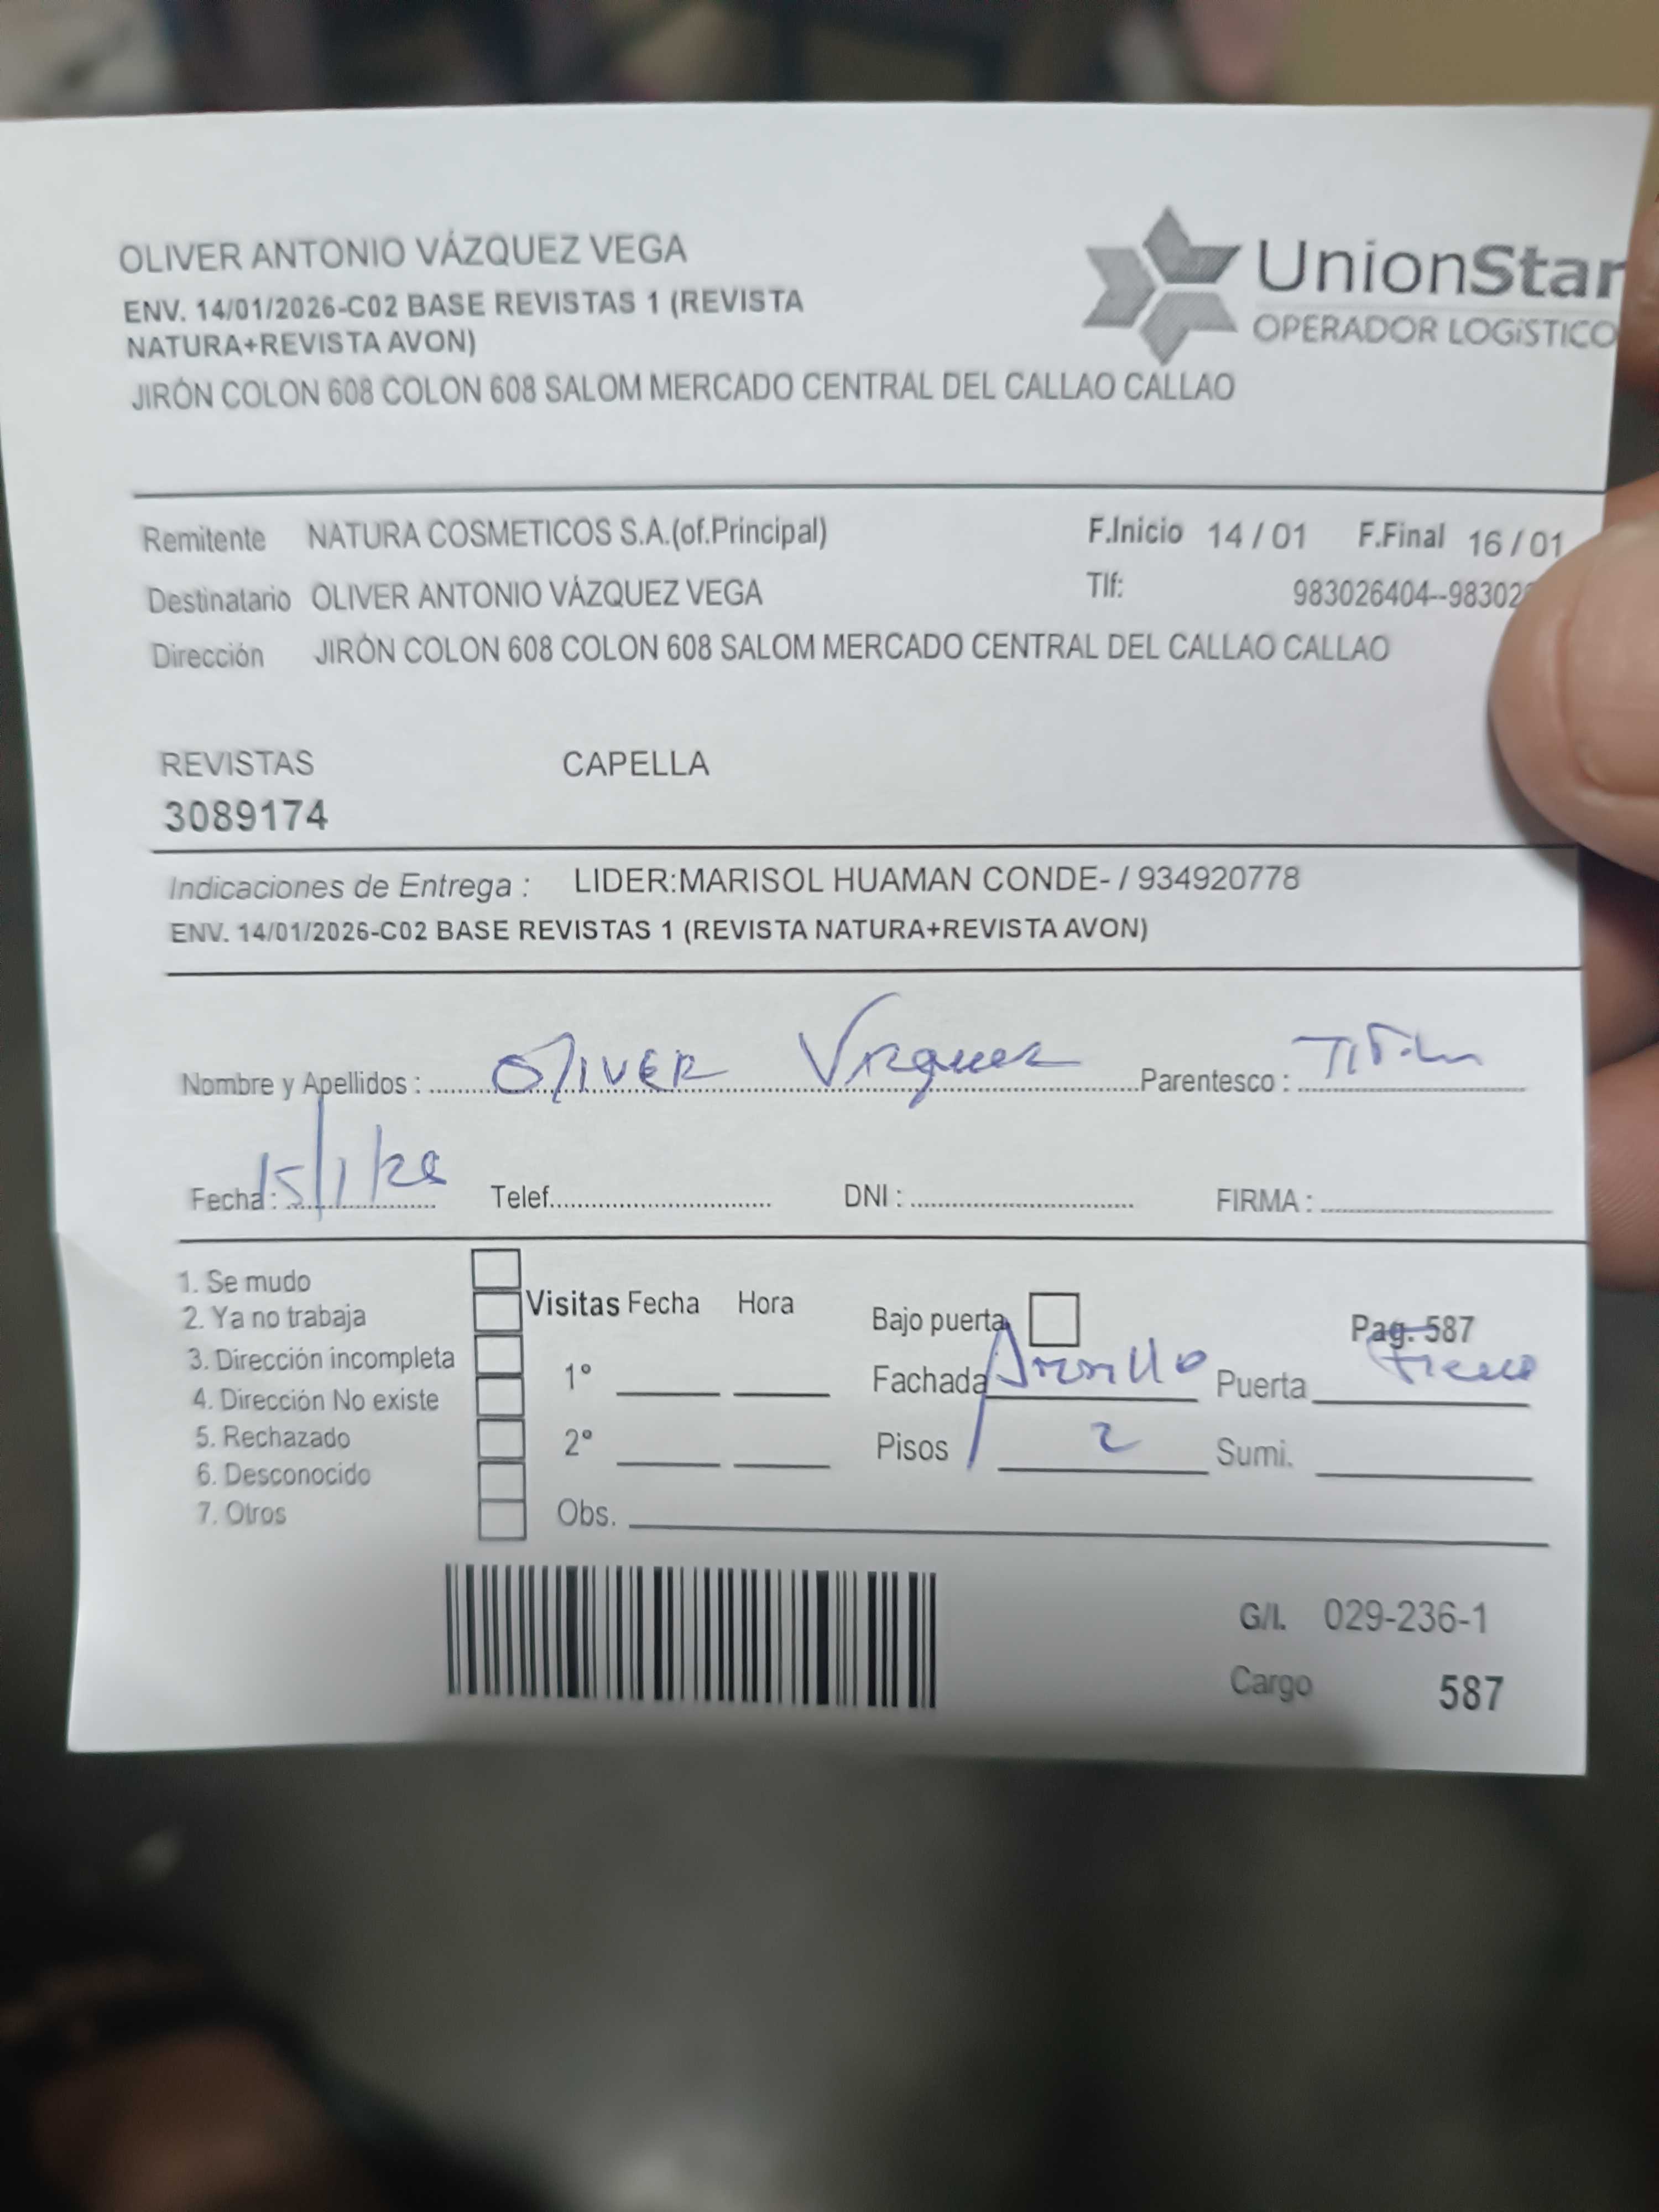 OLIVER ANTONIO VÁZQUEZ VEGA
UnionStar
OPERADOR LOGíSTICO
ENV. 14/01/2026-C02 BASE REVISTAS 1 (REVISTA
NATURA+REVISTA AVON)
JIRÓN COLON 608 COLON 608 SALOM MERCADO CENTRAL DEL CALLAO CALLAO
Remitente NATURA COSMETICOS S.A.(of.Principal) F.Inicio 14 / 01 F.Final 16 / 01
Destinatario OLIVER ANTONIO VÁZQUEZ VEGA Tlf: 983026404--98302
Dirección JIRÓN COLON 608 COLON 608 SALOM MERCADO CENTRAL DEL CALLAO CALLAO
REVISTAS CAPELLA
3089174
Indicaciones de Entrega : LIDER:MARISOL HUAMAN CONDE- / 934920778
ENV. 14/01/2026-C02 BASE REVISTAS 1 (REVISTA NATURA+REVISTA AVON)
Nombre y Apellidos : OLIVER Vazquez Parentesco :
Fecha : 15/1/26 Telef. DNI : FIRMA :
1. Se mudo
2. Ya no trabaja
3. Dirección incompleta
4. Dirección No existe
5. Rechazado
6. Desconocido
7. Otros
Visitas Fecha Hora
1°
2°
Obs.
Bajo puerta Pag. 587
Fachada Puerta
Pisos 2 Sumi.
G/I. 029-236-1
Cargo 587